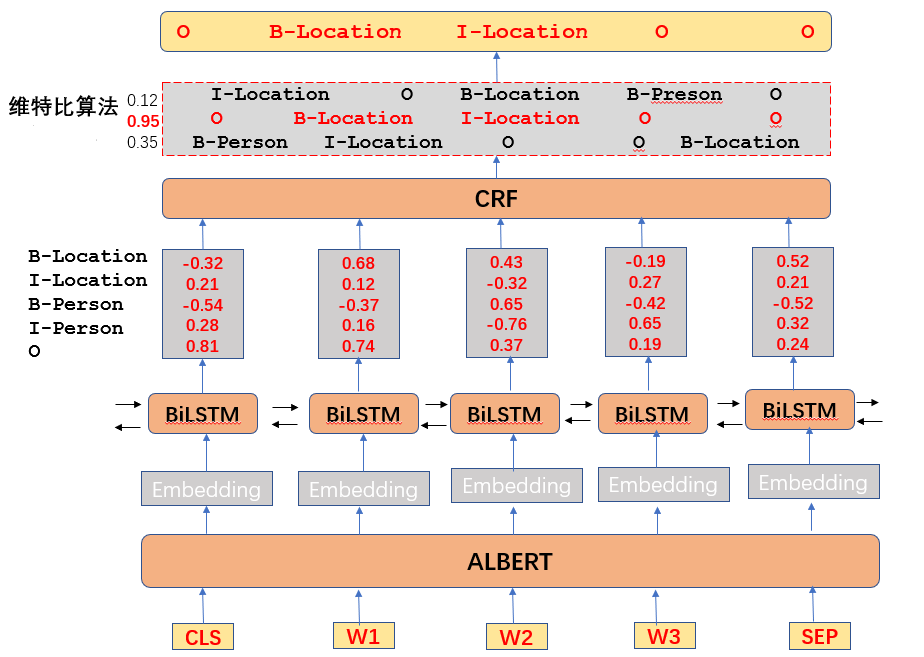 O B-Location I-Location O O
维特比算法
0.12 I-Location O B-Location B-Preson O
0.95 O B-Location I-Location O O
0.35 B-Person I-Location O O B-Location
CRF
B-Location -0.32 0.68 0.43 -0.19 0.52
I-Location 0.21 0.12 -0.32 0.27 0.21
B-Person -0.54 -0.37 0.65 -0.42 -0.52
I-Person 0.28 0.16 -0.76 0.65 0.32
O 0.81 0.74 0.37 0.19 0.24
BiLSTM BiLSTM BiLSTM BiLSTM BiLSTM
Embedding Embedding Embedding Embedding Embedding
ALBERT
CLS W1 W2 W3 SEP